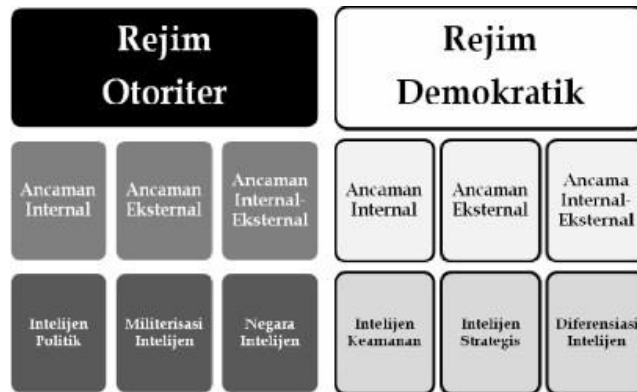 Rejim
Otoriter
Rejim
Demokratik
Ancaman
Internal
Ancaman
Eksternal
Ancaman
Internal-
Eksternal
Ancaman
Internal
Ancaman
Eksternal
Ancama
Internal-
Eksternal
Intelijen
Politik
Militerisasi
Intelijen
Negara
Intelijen
Intelijen
Keamanan
Intelijen
Strategis
Diferensiasi
Intelijen